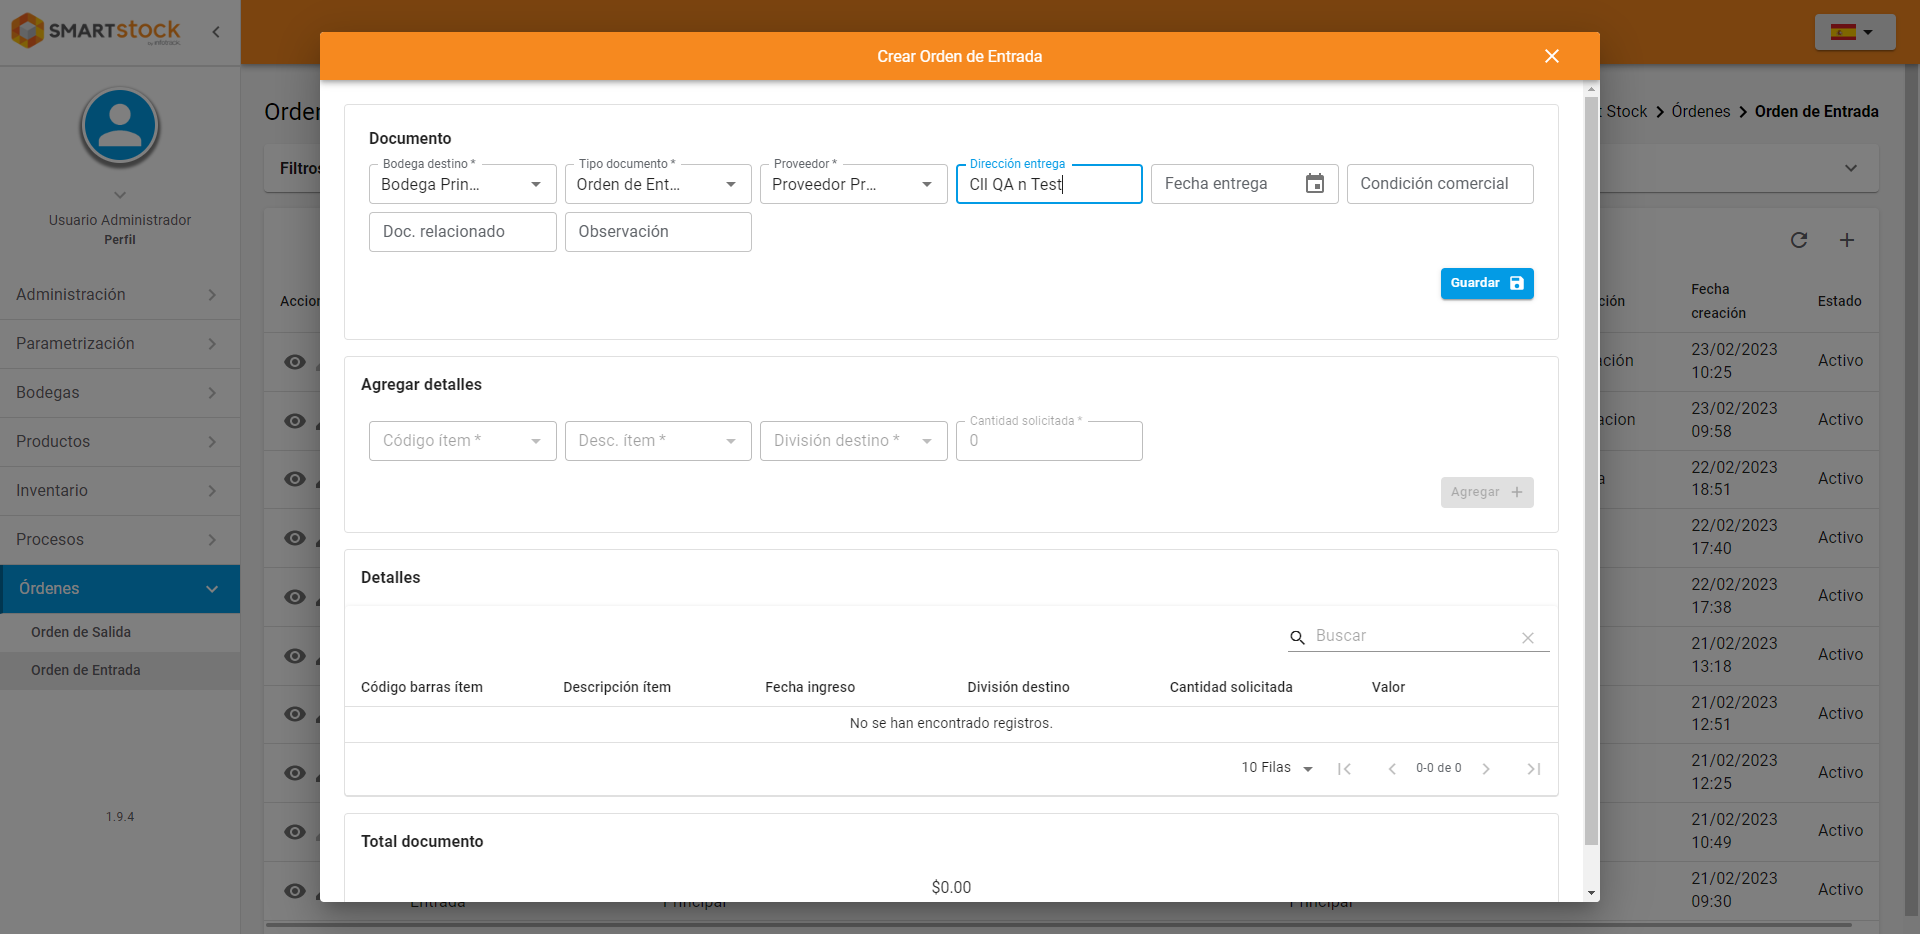 SMARTstock
by infotrack
Usuario Administrador
Perfil
Administración
Parametrización
Bodegas
Productos
Inventario
Procesos
Órdenes
Orden de Salida
Orden de Entrada
1.9.4
Crear Orden de Entrada
Documento
Bodega destino *
Bodega Prin...
Tipo documento *
Orden de Ent...
Proveedor *
Proveedor Pr...
Dirección entrega
Cll QA n Test
Fecha entrega
Condición comercial
Doc. relacionado
Observación
Guardar
Agregar detalles
Código ítem *
Desc. ítem *
División destino *
Cantidad solicitada *
0
Agregar
Detalles
Buscar
Código barras ítem Descripción ítem Fecha ingreso División destino Cantidad solicitada Valor
No se han encontrado registros.
10 Filas 0-0 de 0
Total documento
$0.00
Stock > Órdenes > Orden de Entrada
Fecha creación Estado
23/02/2023 10:25 Activo
23/02/2023 09:58 Activo
22/02/2023 18:51 Activo
22/02/2023 17:40 Activo
22/02/2023 17:38 Activo
21/02/2023 13:18 Activo
21/02/2023 12:51 Activo
21/02/2023 12:25 Activo
21/02/2023 10:49 Activo
21/02/2023 09:30 Activo
Entrada Principal Principal